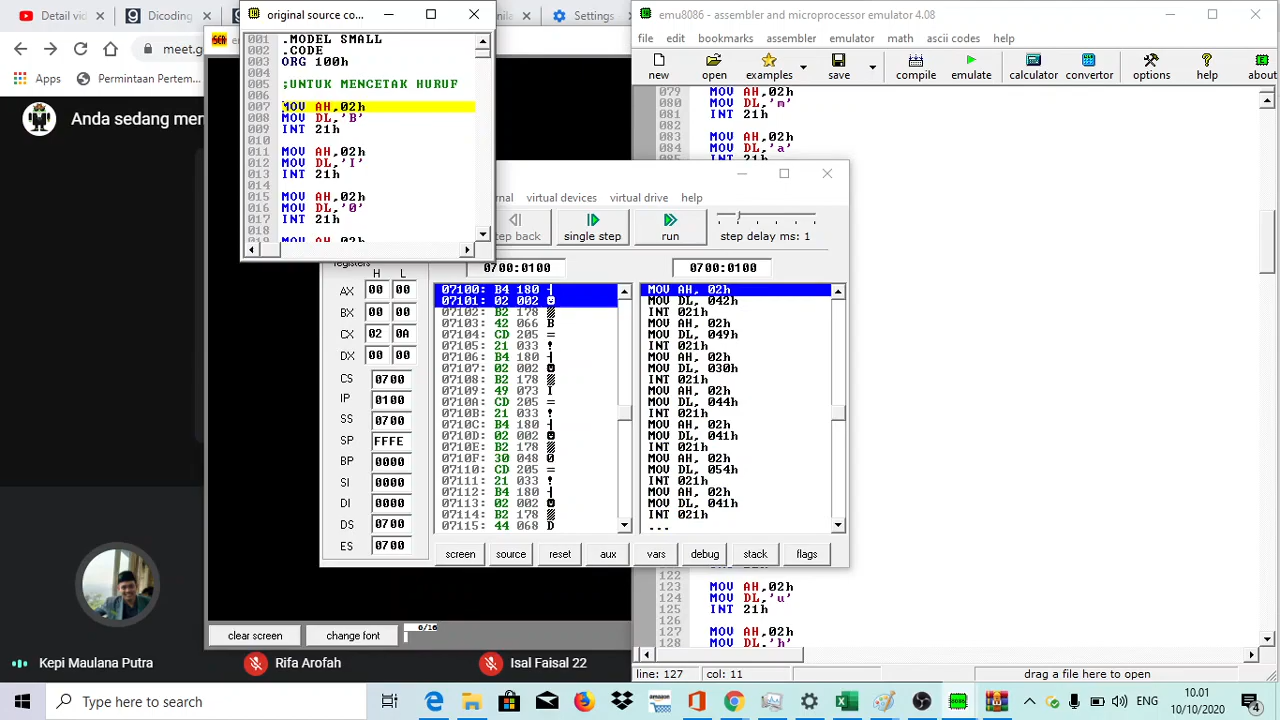 Detail vid
Dicoding
nilak
Settings
meet.g
Apps
Permintaan Pertem...
Anda sedang mer
original source co...
001 .MODEL SMALL
002 .CODE
003 ORG 100h
004
005 ;UNTUK MENCETAK HURUF
006
007 MOV AH,02h
008 MOV DL,'B'
009 INT 21h
010
011 MOV AH,02h
012 MOV DL,'I'
013 INT 21h
014
015 MOV AH,02h
016 MOV DL,'0'
017 INT 21h
018
019 MOV AH,02h
emu8086 - assembler and microprocessor emulator 4.08
file edit bookmarks assembler emulator math ascii codes help
new open examples save compile emulate calculator convertor options help about
079 MOV AH,02h
080 MOV DL,'m'
081 INT 21h
082
083 MOV AH,02h
084 MOV DL,'a'
085 INT 21h
virtual devices virtual drive help
tep back single step run step delay ms: 1
registers
H L
AX 00 00
BX 00 00
CX 02 0A
DX 00 00
CS 0700
IP 0100
SS 0700
SP FFFE
BP 0000
SI 0000
DI 0000
DS 0700
ES 0700
0700:0100
07100: B4 180 ┤
07101: 02 002 ☻
07102: B2 178 ▓
07103: 42 066 B
07104: CD 205 =
07105: 21 033 !
07106: B4 180 ┤
07107: 02 002 ☻
07108: B2 178 ▓
07109: 49 073 I
0710A: CD 205 =
0710B: 21 033 !
0710C: B4 180 ┤
0710D: 02 002 ☻
0710E: B2 178 ▓
0710F: 30 048 0
07110: CD 205 =
07111: 21 033 !
07112: B4 180 ┤
07113: 02 002 ☻
07114: B2 178 ▓
07115: 44 068 D
0700:0100
MOV AH, 02h
MOV DL, 042h
INT 021h
MOV AH, 02h
MOV DL, 049h
INT 021h
MOV AH, 02h
MOV DL, 030h
INT 021h
MOV AH, 02h
MOV DL, 044h
INT 021h
MOV AH, 02h
MOV DL, 041h
INT 021h
MOV AH, 02h
MOV DL, 054h
INT 021h
MOV AH, 02h
MOV DL, 041h
INT 021h
...
screen source reset aux vars debug stack flags
122
123 MOV AH,02h
124 MOV DL,'u'
125 INT 21h
126
127 MOV AH,02h
128 MOV DL,'h'
clear screen change font 0/16
line: 127 col: 11 drag a file here to open
Kepi Maulana Putra
Rifa Arofah
Isal Faisal 22
Type here to search
ENG
10/10/2020
4